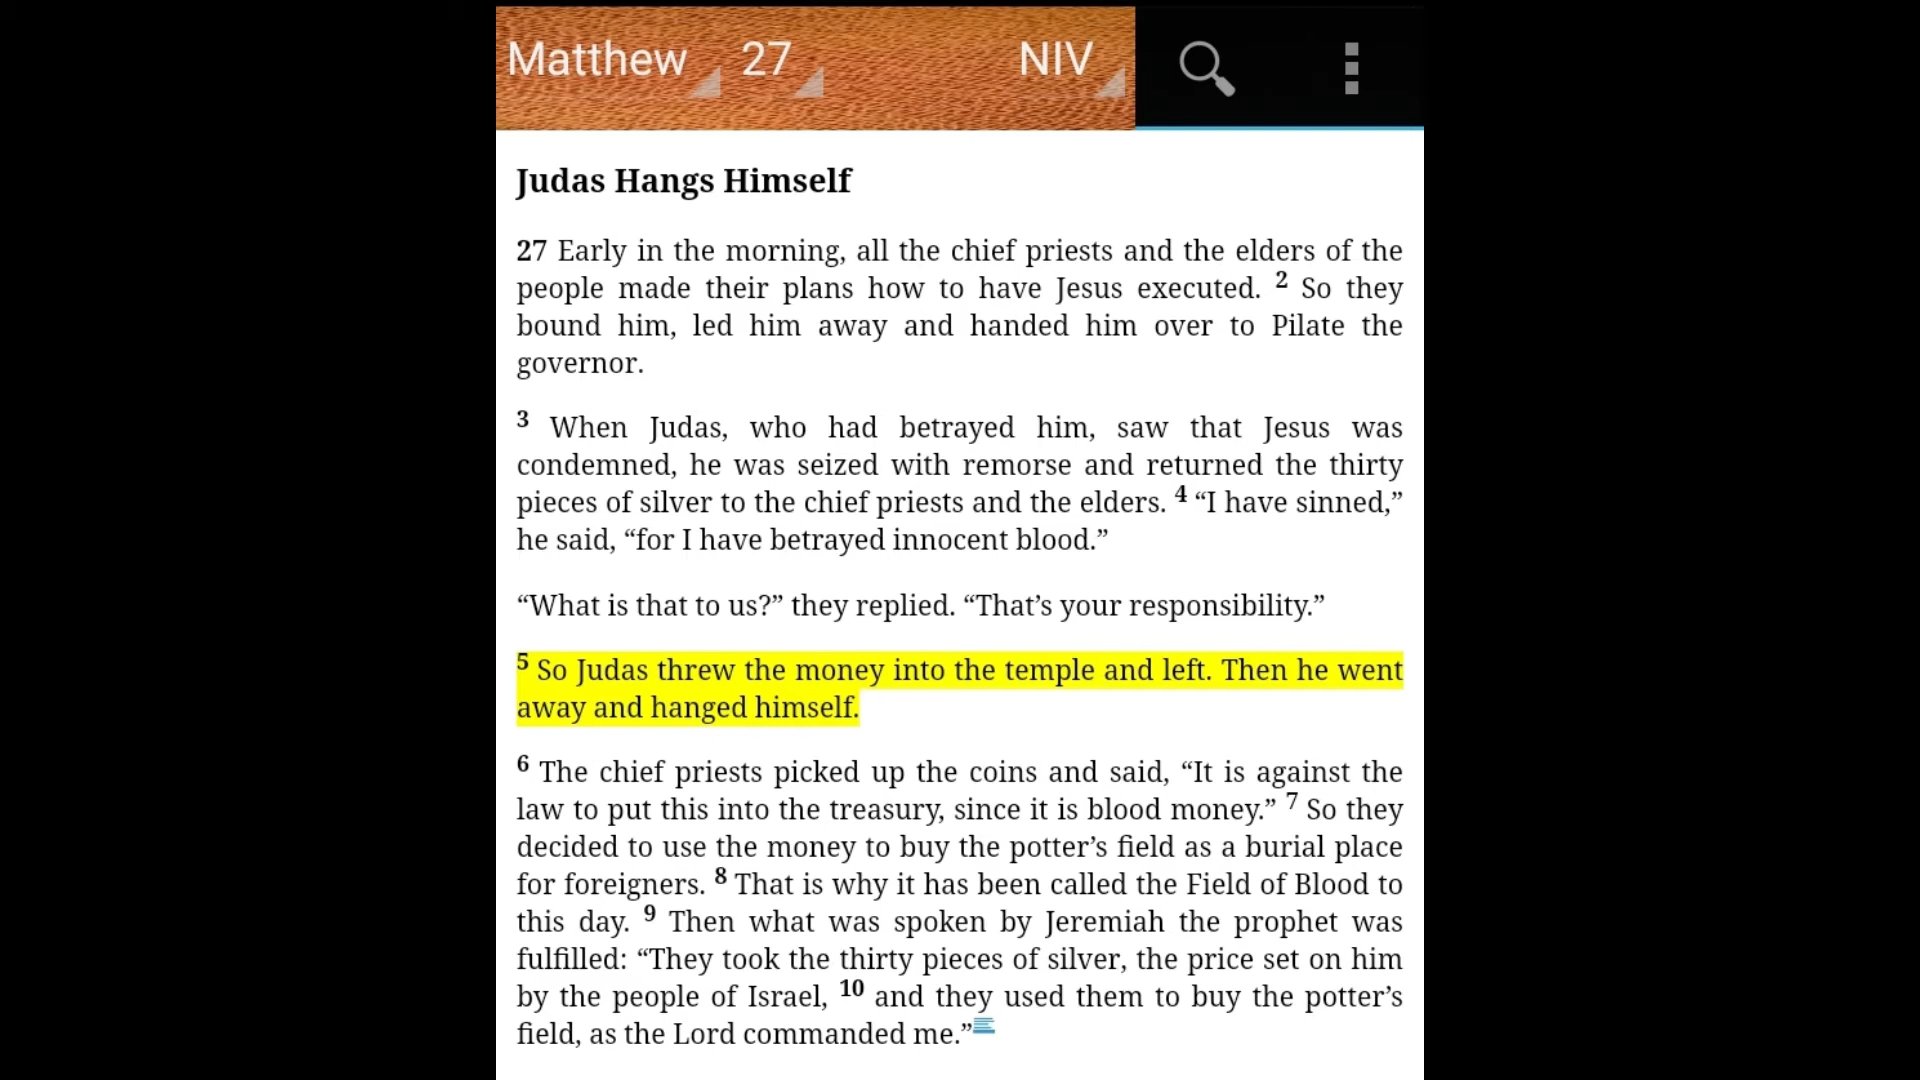 Matthew 27 NIV
Judas Hangs Himself
27 Early in the morning, all the chief priests and the elders of the
people made their plans how to have Jesus executed. 2 So they
bound him, led him away and handed him over to Pilate the
governor.
3 When Judas, who had betrayed him, saw that Jesus was
condemned, he was seized with remorse and returned the thirty
pieces of silver to the chief priests and the elders. 4 “I have sinned,”
he said, “for I have betrayed innocent blood.”
“What is that to us?” they replied. “That’s your responsibility.”
5 So Judas threw the money into the temple and left. Then he went
away and hanged himself.
6 The chief priests picked up the coins and said, “It is against the
law to put this into the treasury, since it is blood money.” 7 So they
decided to use the money to buy the potter’s field as a burial place
for foreigners. 8 That is why it has been called the Field of Blood to
this day. 9 Then what was spoken by Jeremiah the prophet was
fulfilled: “They took the thirty pieces of silver, the price set on him
by the people of Israel, 10 and they used them to buy the potter’s
field, as the Lord commanded me.”